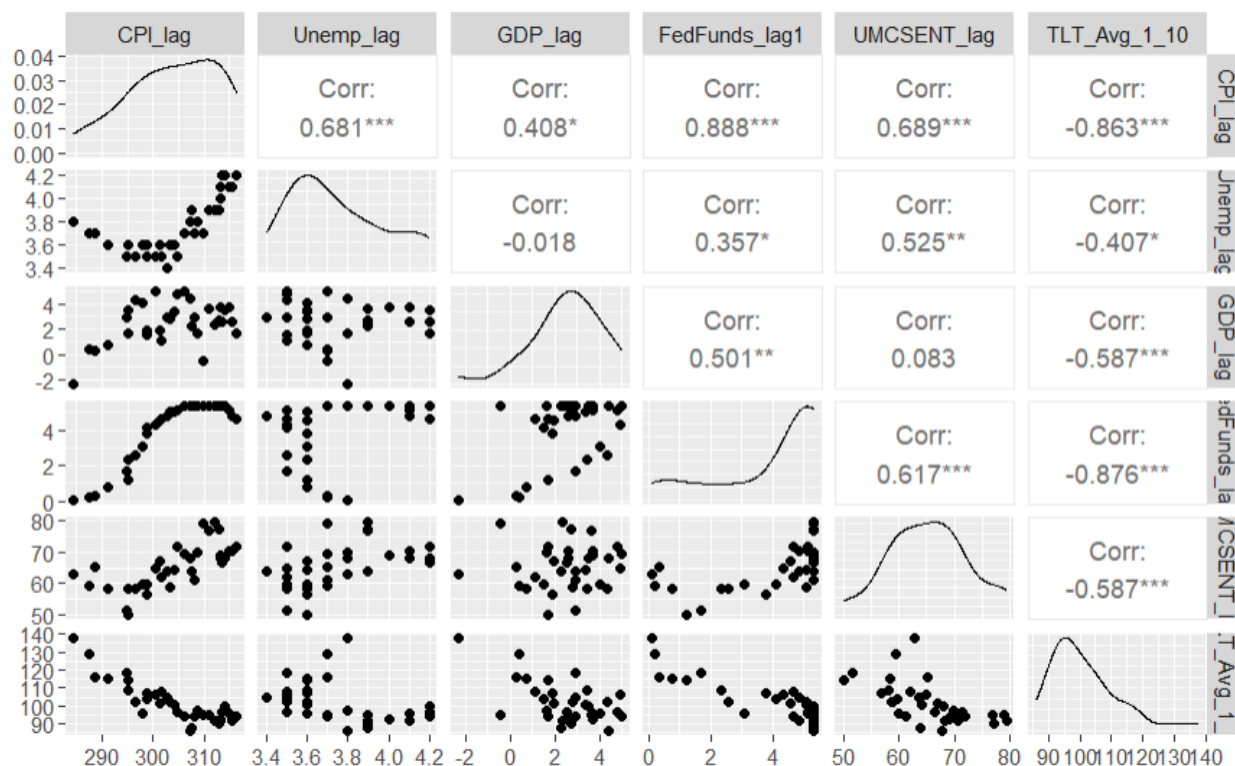 CPI_lag Unemp_lag GDP_lag FedFunds_lag1 UMCSENT_lag TLT_Avg_1_10
0.04
0.03
0.02
0.01
0.00
Corr: Corr: Corr: Corr: Corr:
0.681*** 0.408* 0.888*** 0.689*** -0.863***
CPI_lag
4.2
4.0
3.8
3.6
3.4
Corr: Corr: Corr: Corr:
-0.018 0.357* 0.525** -0.407*
Unemp_lag
4
2
0
-2
Corr: Corr: Corr:
0.501** 0.083 -0.587***
GDP_lag
4
2
0
Corr: Corr:
0.617*** -0.876***
edFunds_la
80
70
60
50
Corr:
-0.587***
MCSENT_l
140
130
120
110
100
90
T_Avg_1_
290 300 310 3.4 3.6 3.8 4.0 4.2 -2 0 2 4 0 2 4 50 60 70 80 90 100 110 120 130 140